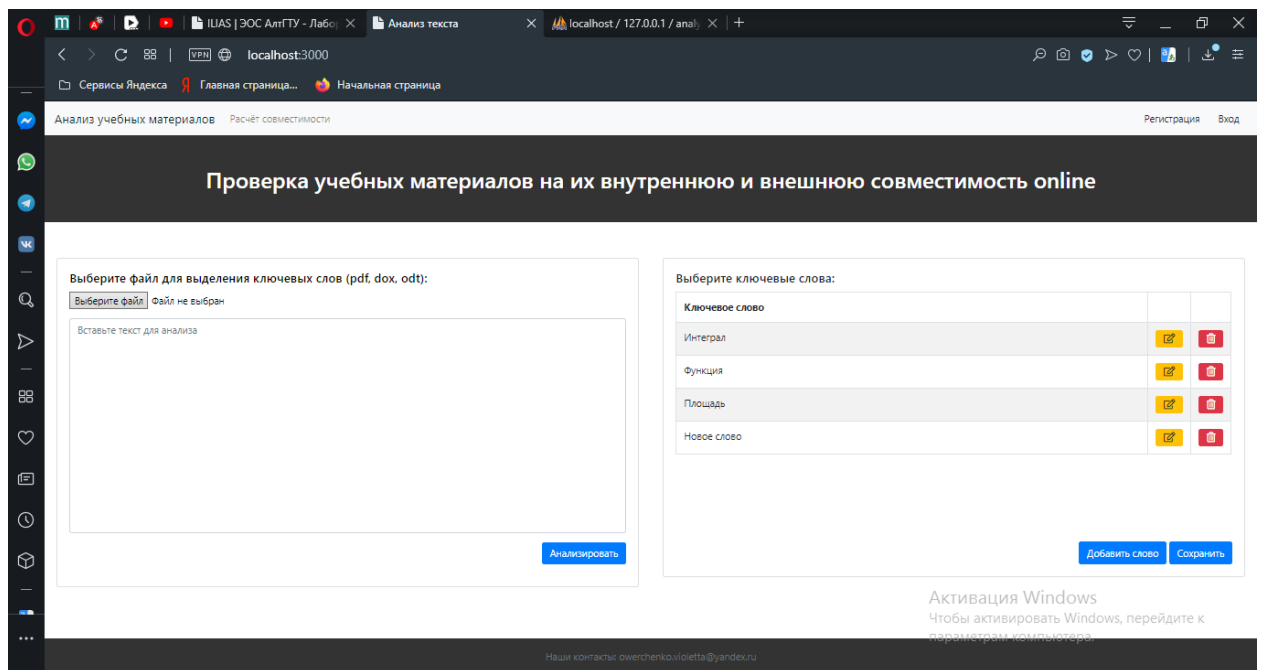 ILIAS | ЭОС АлтГТУ - Лабо
Анализ текста
localhost / 127.0.0.1 / analy
VPN
localhost:3000
Сервисы Яндекса
Главная страница...
Начальная страница
Анализ учебных материалов
Расчёт совместимости
Регистрация
Вход
Проверка учебных материалов на их внутреннюю и внешнюю совместимость online
Выберите файл для выделения ключевых слов (pdf, dox, odt):
Выберите файл
Файл не выбран
Вставьте текст для анализа
Анализировать
Выберите ключевые слова:
Ключевое слово
Интеграл
Функция
Площадь
Новое слово
Добавить слово
Сохранить
Активация Windows
Чтобы активировать Windows, перейдите к
параметрам компьютера.
Наши контакты: owerchenko.violetta@yandex.ru